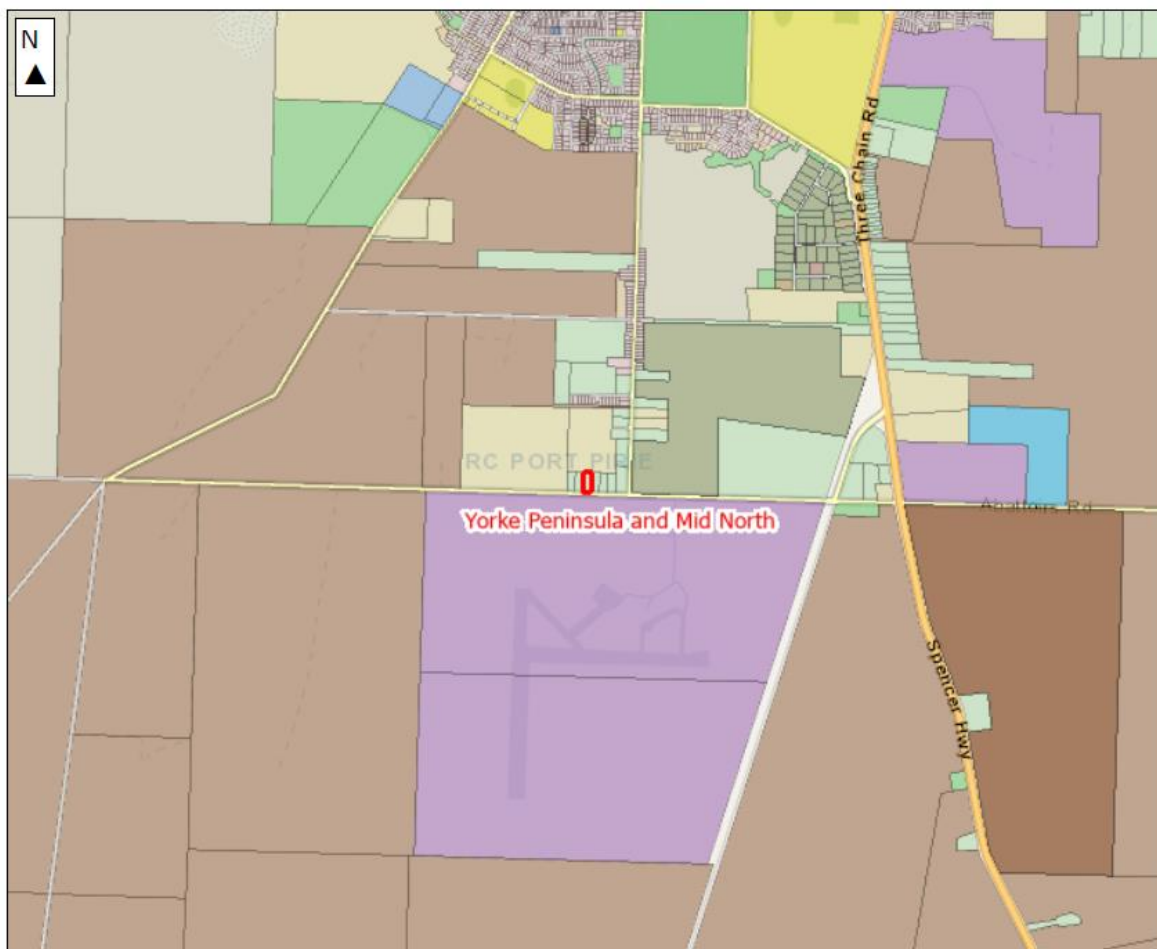 N
Three Chain Rd
RC PORT PIRIE
Yorke Peninsula and Mid North
Abattoirs Rd
Spencer Hwy